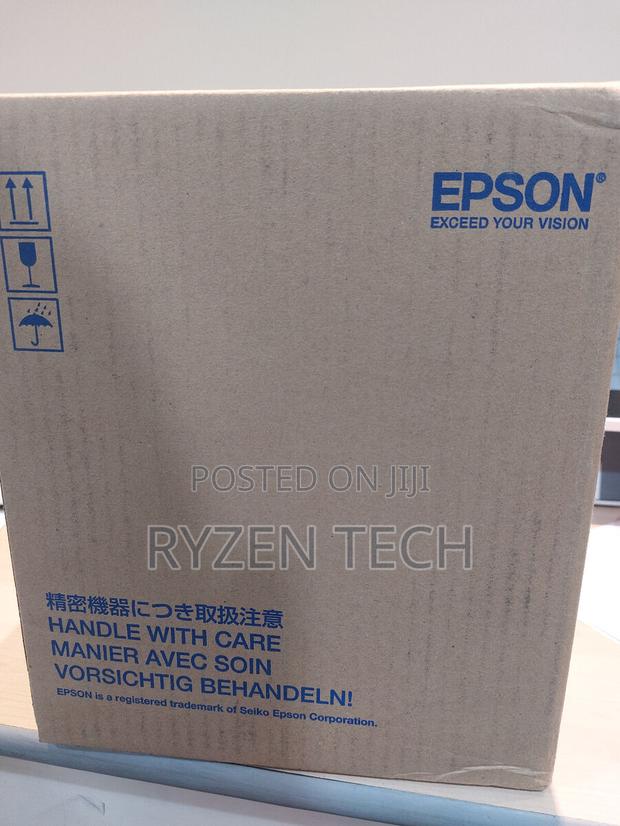 EPSON®
EXCEED YOUR VISION
POSTED ON JIJI
RYZEN TECH
精密機器につき取扱注意
HANDLE WITH CARE
MANIER AVEC SOIN
VORSICHTIG BEHANDELN!
EPSON is a registered trademark of Seiko Epson Corporation.